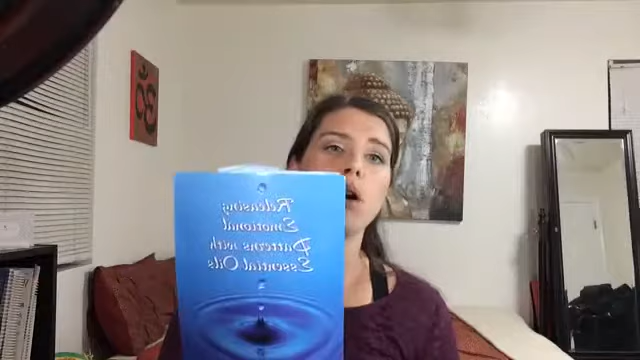 Releasing
Emotional
Patterns with
Essential Oils
ॐ